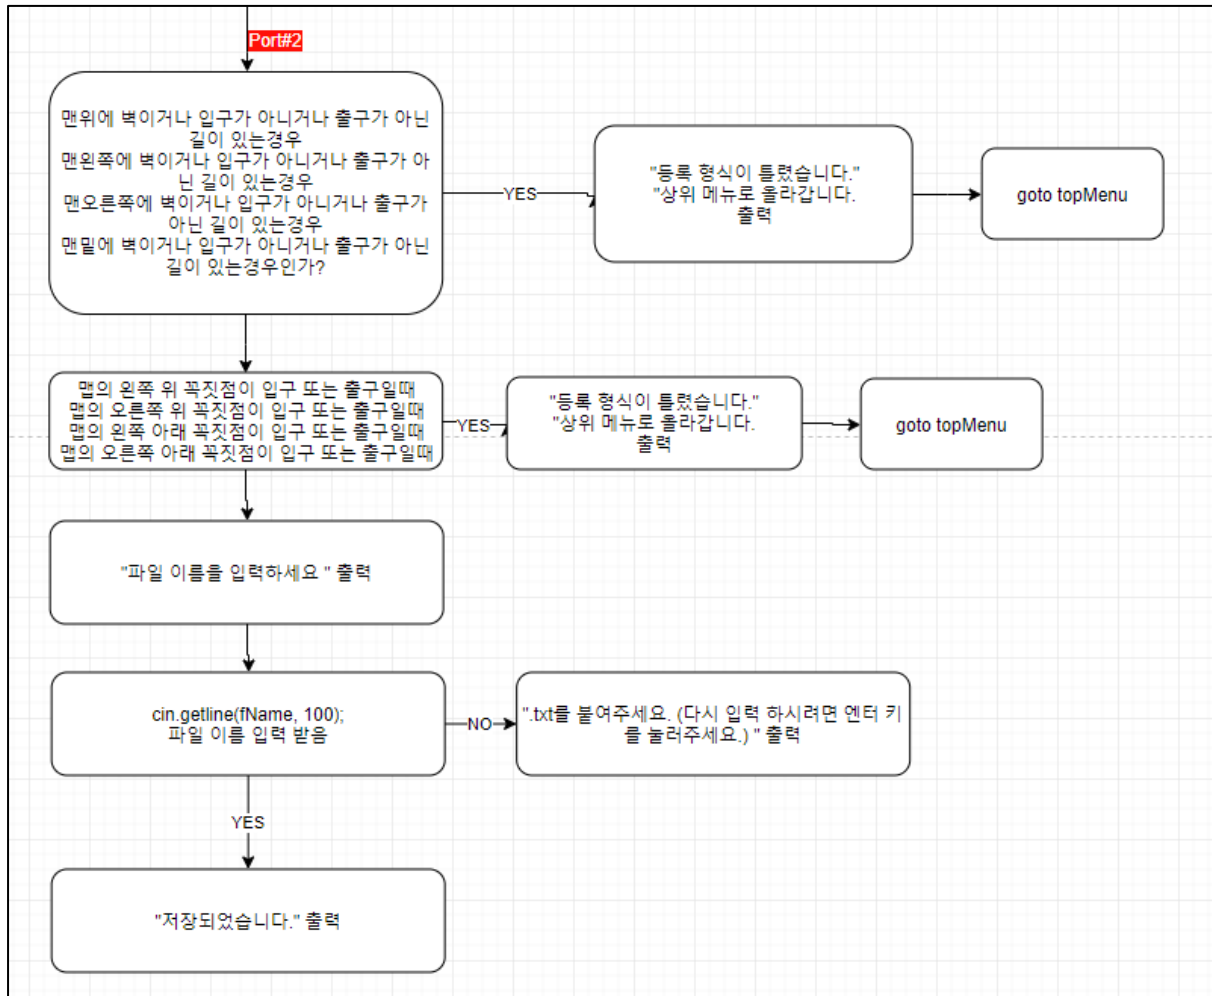 Port#2
맨위에 벽이거나 입구가 아니거나 출구가 아닌
길이 있는경우
맨왼쪽에 벽이거나 입구가 아니거나 출구가 아
닌 길이 있는경우
맨오른쪽에 벽이거나 입구가 아니거나 출구가
아닌 길이 있는경우
맨밑에 벽이거나 입구가 아니거나 출구가 아닌
길이 있는경우인가?
YES
"등록 형식이 틀렸습니다."
"상위 메뉴로 올라갑니다.
출력
goto topMenu
맵의 왼쪽 위 꼭짓점이 입구 또는 출구일때
맵의 오른쪽 위 꼭짓점이 입구 또는 출구일때
맵의 왼쪽 아래 꼭짓점이 입구 또는 출구일때
맵의 오른쪽 아래 꼭짓점이 입구 또는 출구일때
YES
"등록 형식이 틀렸습니다."
"상위 메뉴로 올라갑니다.
출력
goto topMenu
"파일 이름을 입력하세요 " 출력
cin.getline(fName, 100);
파일 이름 입력 받음
NO
".txt를 붙여주세요. (다시 입력 하시려면 엔터 키
를 눌러주세요.) " 출력
YES
"저장되었습니다." 출력